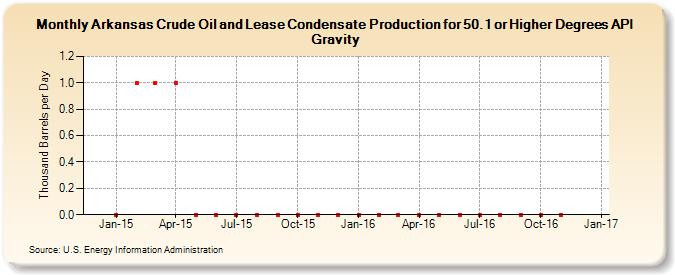 Monthly Arkansas Crude Oil and Lease Condensate Production for 50.1 or Higher Degrees API
Gravity
Thousand Barrels per Day
1.2
1.0
0.8
0.6
0.4
0.2
0.0
Jan-15 Apr-15 Jul-15 Oct-15 Jan-16 Apr-16 Jul-16 Oct-16 Jan-17
Source: U.S. Energy Information Administration